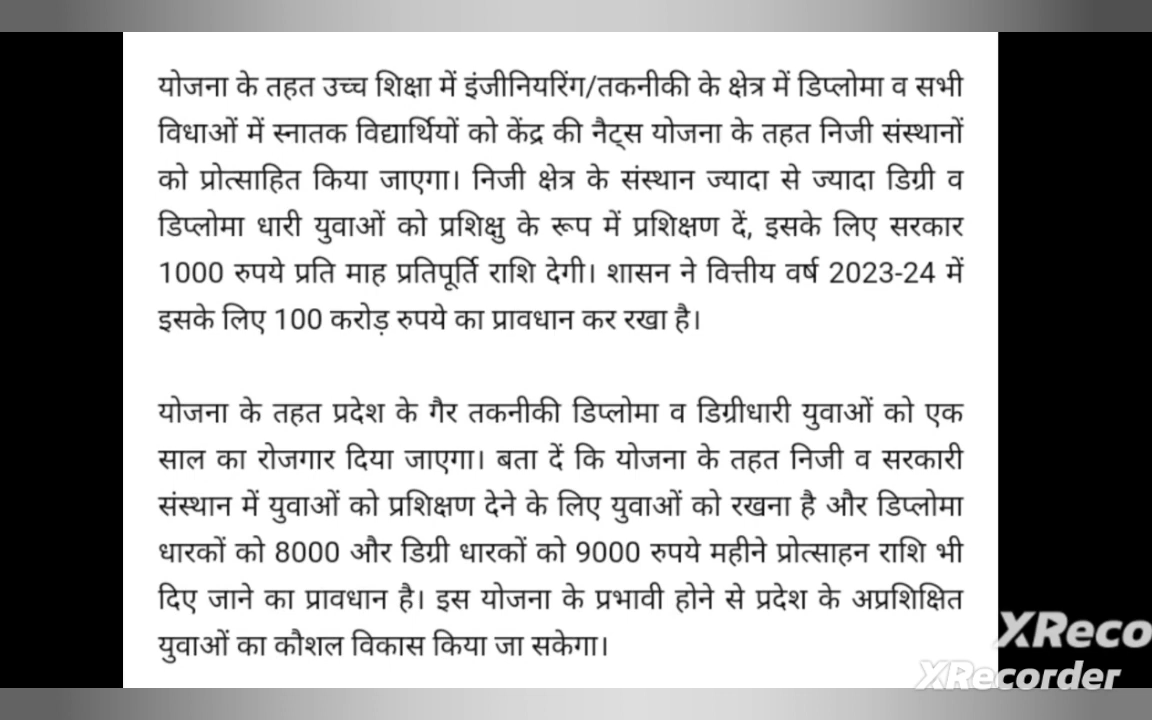 योजना के तहत उच्च शिक्षा में इंजीनियरिंग/तकनीकी के क्षेत्र में डिप्लोमा व सभी
विधाओं में स्नातक विद्यार्थियों को केंद्र की नैट्स योजना के तहत निजी संस्थानों
को प्रोत्साहित किया जाएगा। निजी क्षेत्र के संस्थान ज्यादा से ज्यादा डिग्री व
डिप्लोमा धारी युवाओं को प्रशिक्षु के रूप में प्रशिक्षण दें, इसके लिए सरकार
1000 रुपये प्रति माह प्रतिपूर्ति राशि देगी। शासन ने वित्तीय वर्ष 2023-24 में
इसके लिए 100 करोड़ रुपये का प्रावधान कर रखा है।
योजना के तहत प्रदेश के गैर तकनीकी डिप्लोमा व डिग्रीधारी युवाओं को एक
साल का रोजगार दिया जाएगा। बता दें कि योजना के तहत निजी व सरकारी
संस्थान में युवाओं को प्रशिक्षण देने के लिए युवाओं को रखना है और डिप्लोमा
धारकों को 8000 और डिग्री धारकों को 9000 रुपये महीने प्रोत्साहन राशि भी
दिए जाने का प्रावधान है। इस योजना के प्रभावी होने से प्रदेश के अप्रशिक्षित
युवाओं का कौशल विकास किया जा सकेगा।
XReco
XRecorder